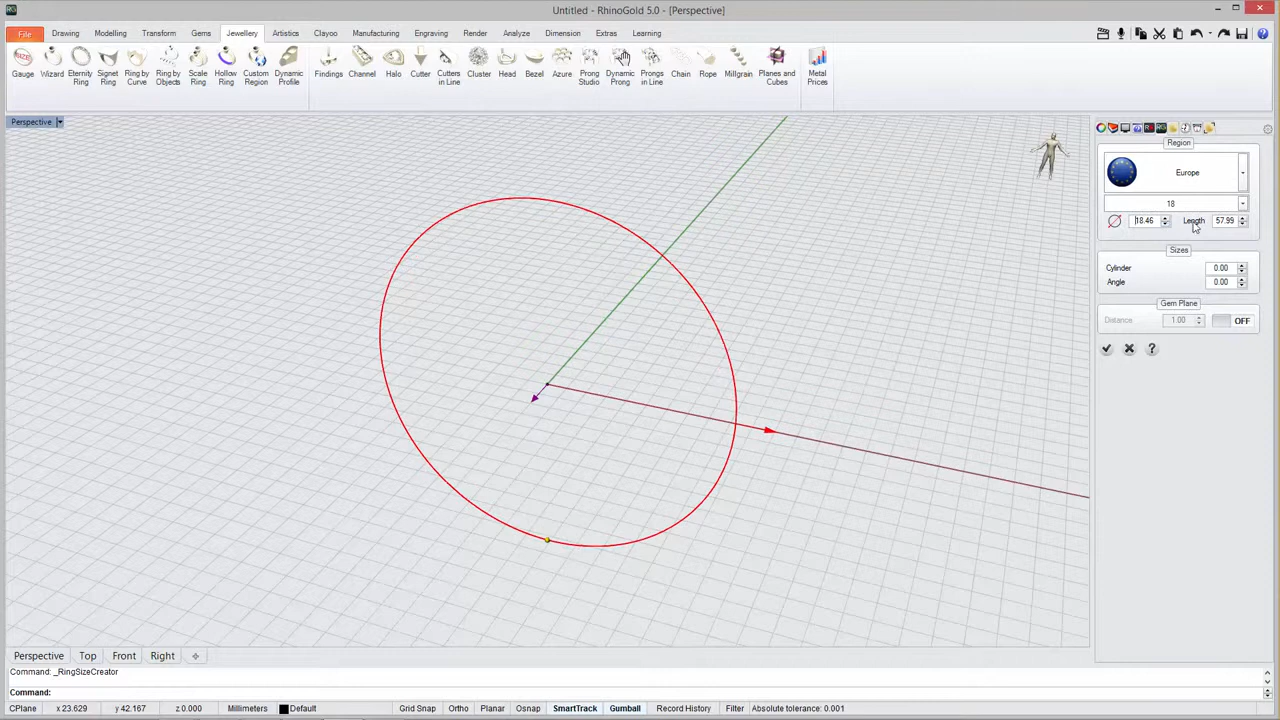 Untitled - RhinoGold 5.0 - [Perspective]
File Drawing Modelling Transform Gems Jewellery Artistics Clayoo Manufacturing Engraving Render Analyze Dimension Extras Learning
Gauge Wizard Eternity Ring Signet Ring Ring by Curve Ring by Objects Scale Ring Hollow Ring Custom Region Dynamic Profile Findings Channel Halo Cutter Cutters in Line Cluster Head Bezel Azure Prong Studio Dynamic Prong Prongs in Line Chain Rope Millgrain Planes and Cubes Metal Prices
Perspective
Region
Europe
18
18.46 Length 57.99
Sizes
Cylinder 0.00
Angle 0.00
Gem Plane
Distance 1.00 OFF
Perspective Top Front Right
Command: _RingSizeCreator
Command:
CPlane x 23.629 y 42.167 z 0.000 Millimeters Default Grid Snap Ortho Planar Osnap SmartTrack Gumball Record History Filter Absolute tolerance: 0.001